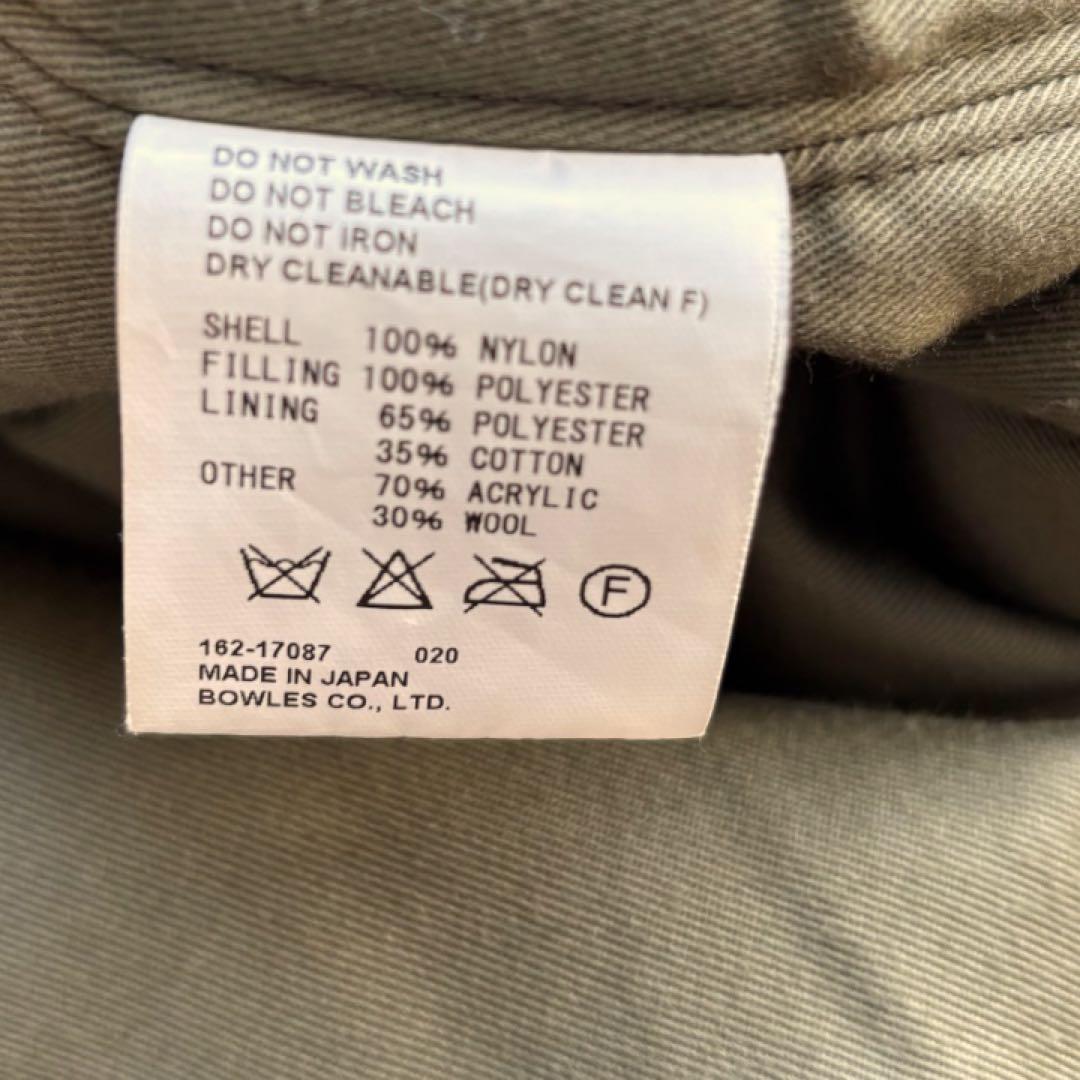 DO NOT WASH
DO NOT BLEACH
DO NOT IRON
DRY CLEANABLE(DRY CLEAN F)
SHELL 100% NYLON
FILLING 100% POLYESTER
LINING 65% POLYESTER
35% COTTON
OTHER 70% ACRYLIC
30% WOOL
F
162-17087 020
MADE IN JAPAN
BOWLES CO., LTD.